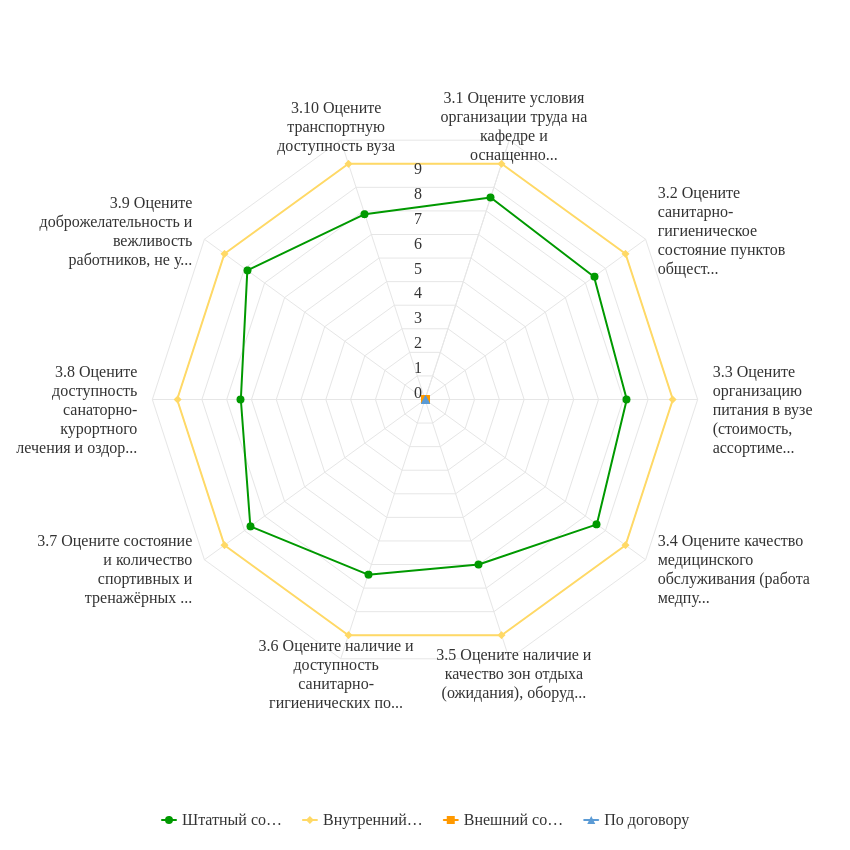 3.1 Оцените условия
организации труда на
кафедре и
оснащенно...
3.2 Оцените
санитарно-
гигиеническое
состояние пунктов
общест...
3.3 Оцените
организацию
питания в вузе
(стоимость,
ассортиме...
3.4 Оцените качество
медицинского
обслуживания (работа
медпу...
3.5 Оцените наличие и
качество зон отдыха
(ожидания), оборуд...
3.6 Оцените наличие и
доступность
санитарно-
гигиенических по...
3.7 Оцените состояние
и количество
спортивных и
тренажёрных ...
3.8 Оцените
доступность
санаторно-
курортного
лечения и оздор...
3.9 Оцените
доброжелательность и
вежливость
работников, не у...
3.10 Оцените
транспортную
доступность вуза
9
8
7
6
5
4
3
2
1
0
Штатный со… Внутренний… Внешний со… По договору